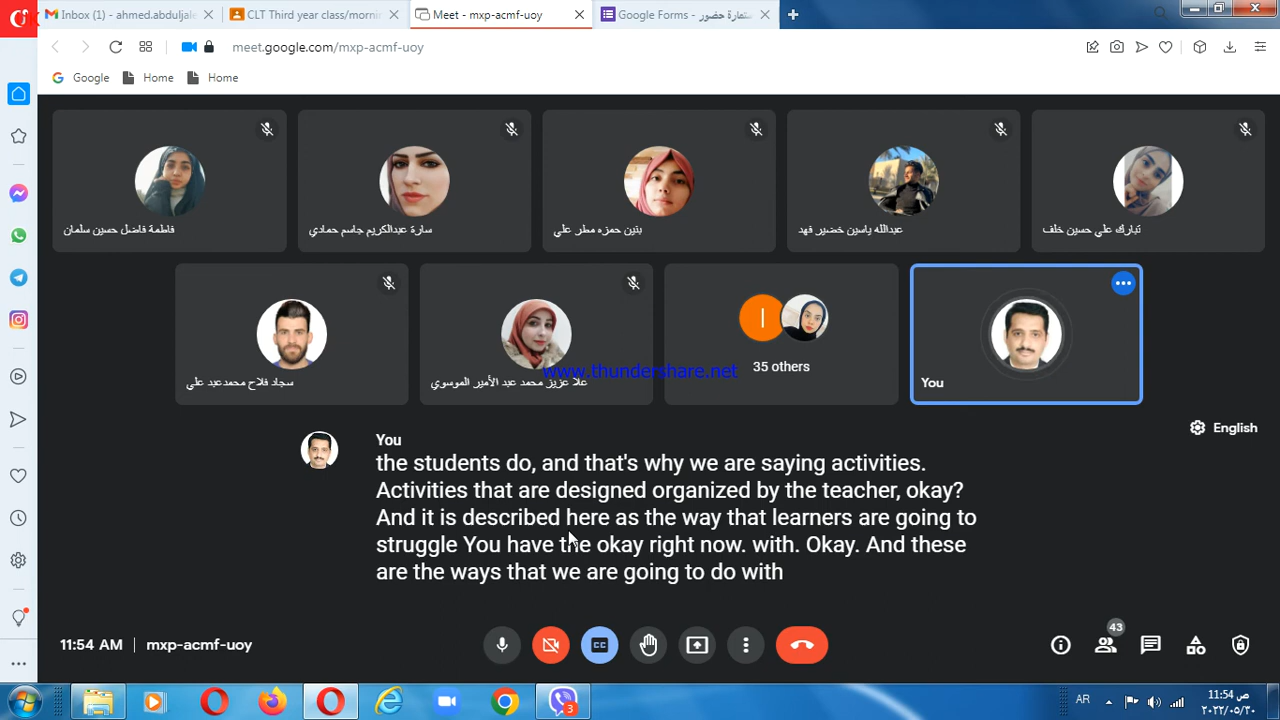 Inbox (1) - ahmed.abduljale
CLT Third year class/mornin
Meet - mxp-acmf-uoy
Google Forms - ستمارة حضور
meet.google.com/mxp-acmf-uoy
Google
Home
Home
فاطمة فاضل حسين سلمان
سارة عبدالكريم جاسم حمادي
بنين حمزه مطر علي
عبدالله ياسين خضير فهد
تبارك علي حسين خلف
سجاد فلاح محمدعبد علي
علا عزيز محمد عبد الأمير الموسوي
I
35 others
You
www.thundershare.net
English
You
the students do, and that's why we are saying activities.
Activities that are designed organized by the teacher, okay?
And it is described here as the way that learners are going to
struggle You have the okay right now. with. Okay. And these
are the ways that we are going to do with
11:54 AM | mxp-acmf-uoy
CC
43
3
AR
11:54 ص
٢٠٢٢/٠٥/٣٠